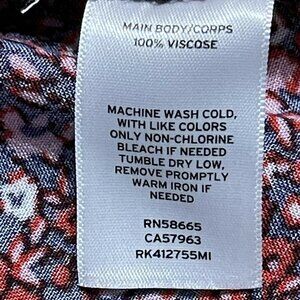 MAIN BODY/CORPS
100% VISCOSE
MACHINE WASH COLD,
WITH LIKE COLORS
ONLY NON-CHLORINE
BLEACH IF NEEDED
TUMBLE DRY LOW,
REMOVE PROMPTLY
WARM IRON IF
NEEDED
RN58665
CA57963
RK412755MI